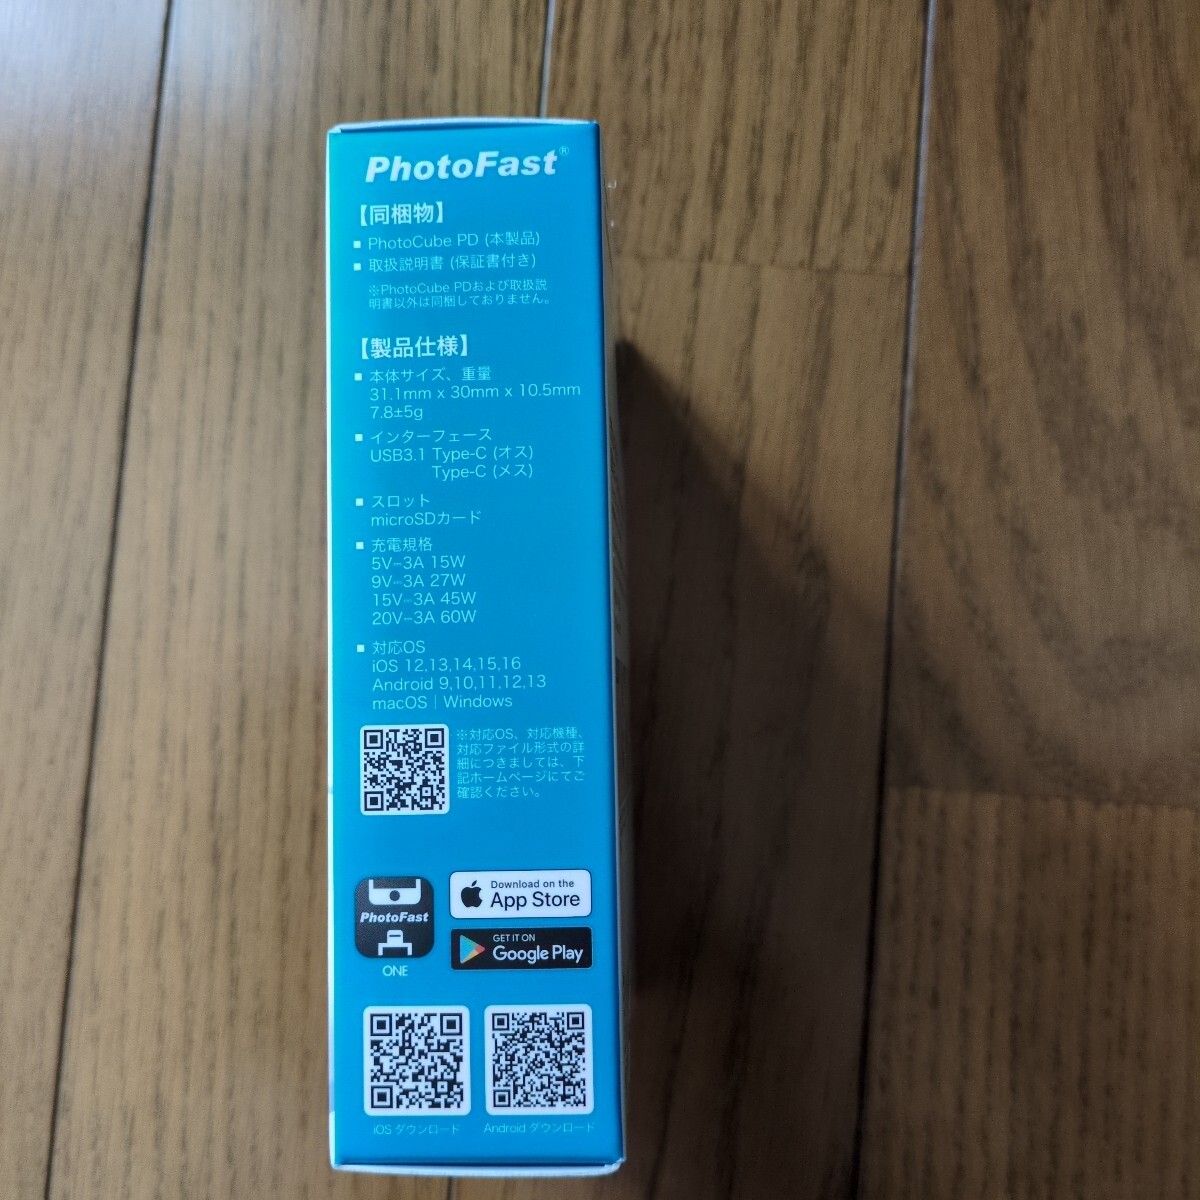 PhotoFast®
【同梱物】
■ PhotoCube PD (本製品)
■ 取扱説明書 (保証書付き)
※PhotoCube PDおよび取扱説
明書以外は同梱しておりません。
【製品仕様】
■ 本体サイズ、重量
31.1mm x 30mm x 10.5mm
7.8±5g
■ インターフェース
USB3.1 Type-C (オス)
Type-C (メス)
■ スロット
microSDカード
■ 充電規格
5V⎓3A 15W
9V⎓3A 27W
15V⎓3A 45W
20V⎓3A 60W
■ 対応OS
iOS 12,13,14,15,16
Android 9,10,11,12,13
macOS | Windows
※対応OS、対応機種、
対応ファイル形式の詳
細につきましては、下
記ホームページにてご
確認ください。
PhotoFast
ONE
Download on the
App Store
GET IT ON
Google Play
iOS ダウンロード
Android ダウンロード